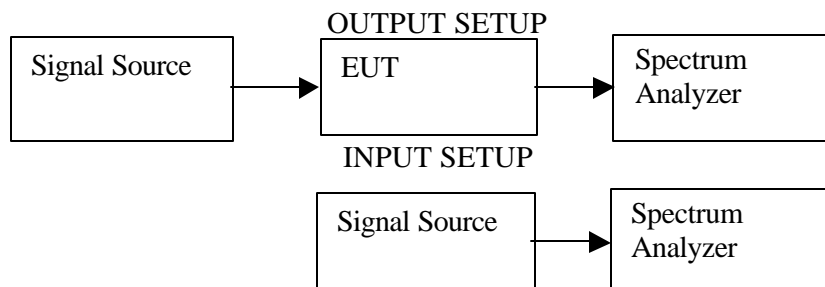 OUTPUT SETUP
Signal Source
EUT
Spectrum
Analyzer
INPUT SETUP
Signal Source
Spectrum
Analyzer